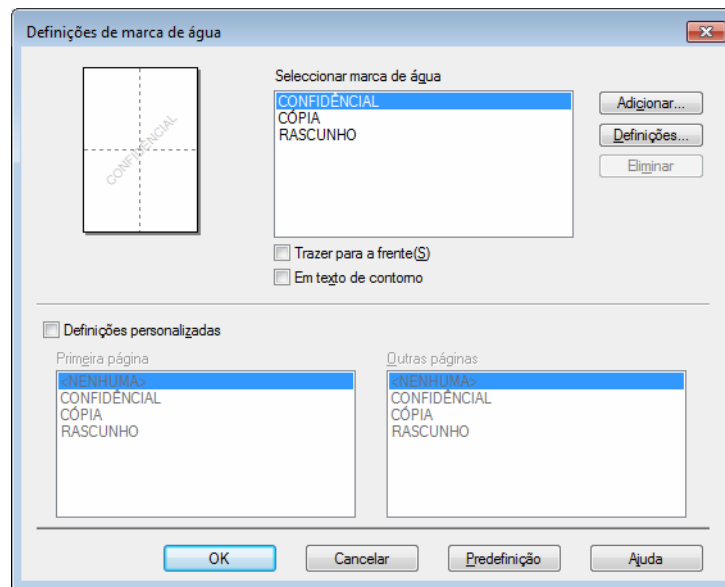 Definições de marca de água
Seleccionar marca de água
CONFIDÊNCIAL
CÓPIA
RASCUNHO
Adicionar...
Definições...
Eliminar
CONFIDÊNCIAL
Trazer para a frente(S)
Em texto de contorno
Definições personalizadas
Primeira página
<NENHUMA>
CONFIDÊNCIAL
CÓPIA
RASCUNHO
Outras páginas
<NENHUMA>
CONFIDÊNCIAL
CÓPIA
RASCUNHO
OK
Cancelar
Predefinição
Ajuda